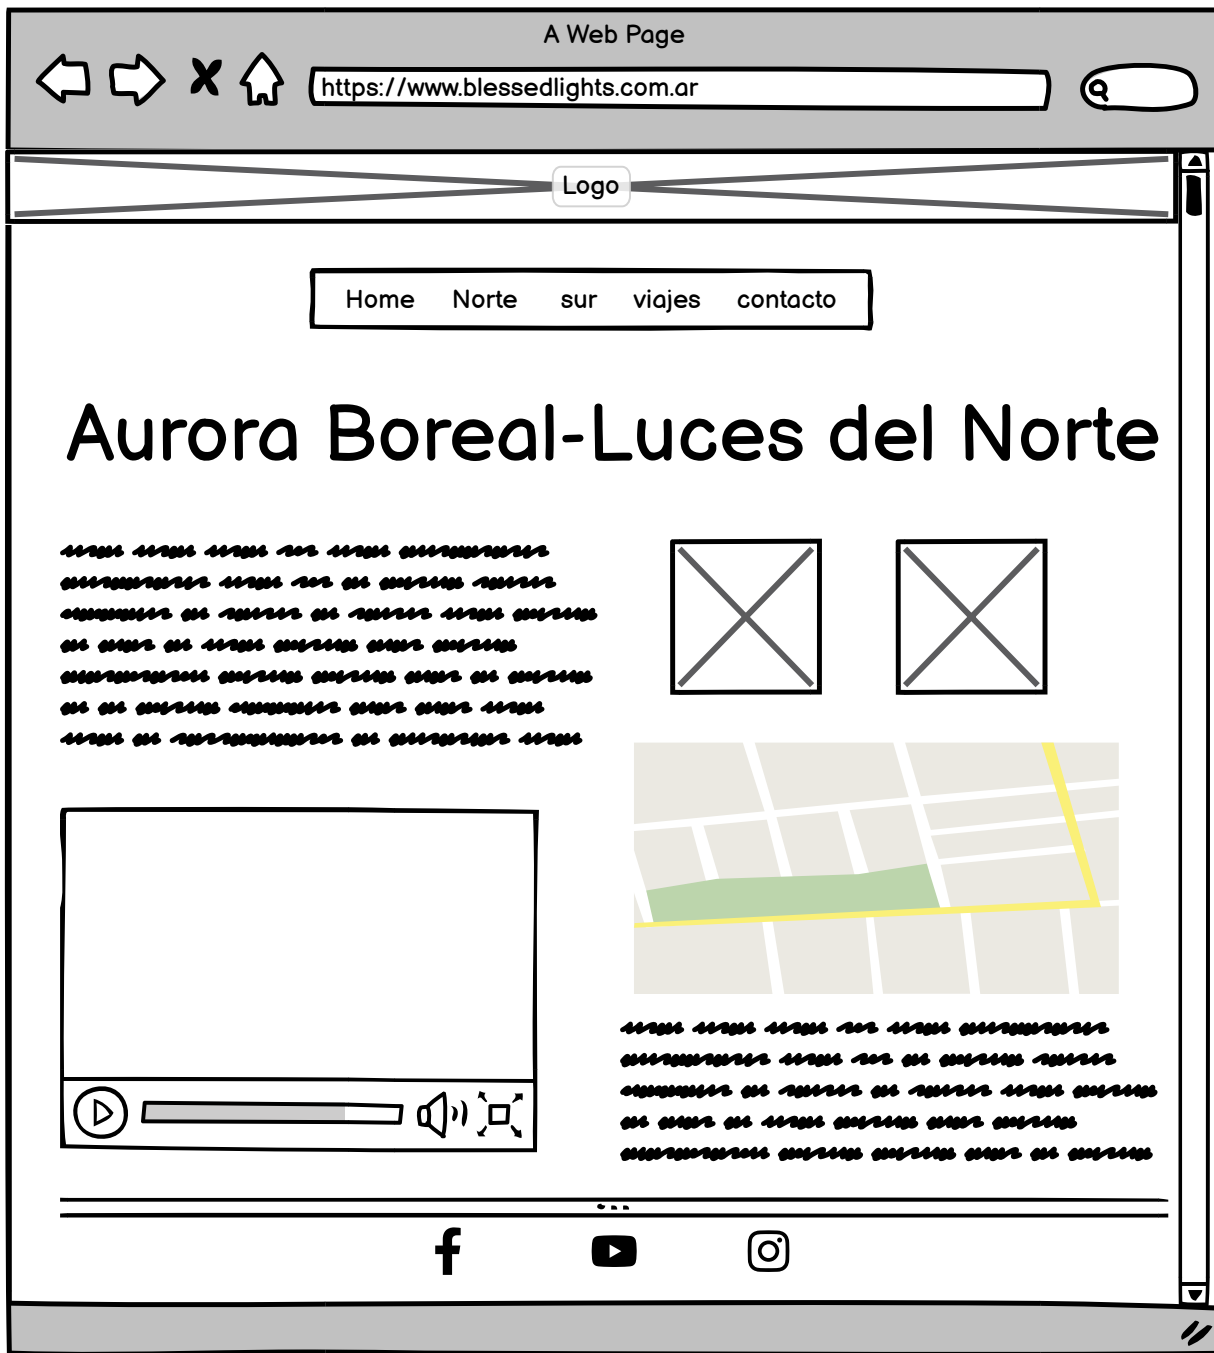 A Web Page
https://www.blessedlights.com.ar
Logo
Home Norte sur viajes contacto
Aurora Boreal-Luces del Norte